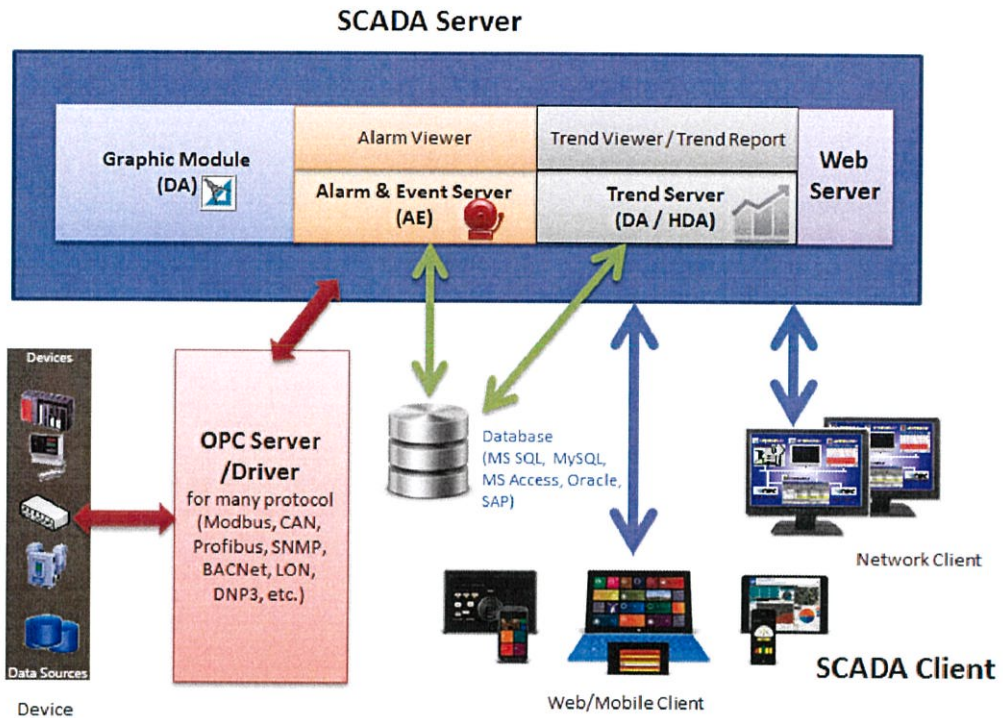 SCADA Server
Graphic Module
(DA)
Alarm Viewer
Alarm & Event Server
(AE)
Trend Viewer / Trend Report
Trend Server
(DA / HDA)
Web
Server
Devices
Data Sources
Device
OPC Server
/Driver
for many protocol
(Modbus, CAN,
Profibus, SNMP,
BACNet, LON,
DNP3, etc.)
Database
(MS SQL, MySQL,
MS Access, Oracle,
SAP)
Network Client
Web/Mobile Client
SCADA Client